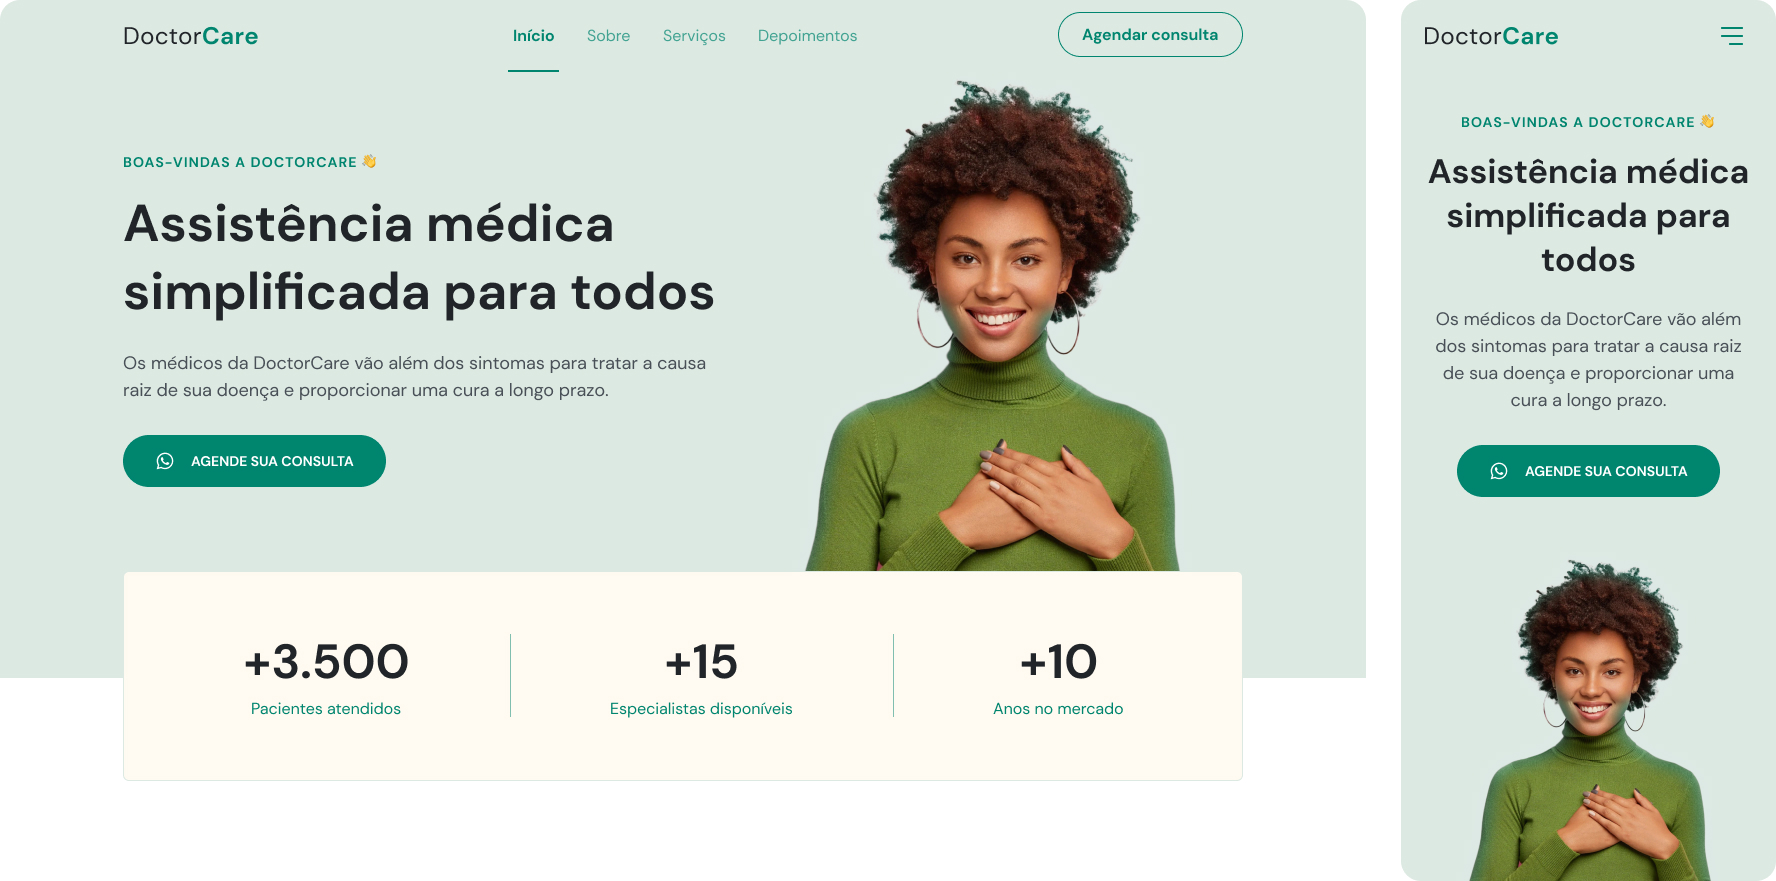 DoctorCare
Início Sobre Serviços Depoimentos
Agendar consulta
BOAS-VINDAS A DOCTORCARE 👋
Assistência médica
simplificada para todos
Os médicos da DoctorCare vão além dos sintomas para tratar a causa
raiz de sua doença e proporcionar uma cura a longo prazo.
AGENDE SUA CONSULTA
+3.500
Pacientes atendidos
+15
Especialistas disponíveis
+10
Anos no mercado
DoctorCare
BOAS-VINDAS A DOCTORCARE 👋
Assistência médica
simplificada para
todos
Os médicos da DoctorCare vão além
dos sintomas para tratar a causa raiz
de sua doença e proporcionar uma
cura a longo prazo.
AGENDE SUA CONSULTA